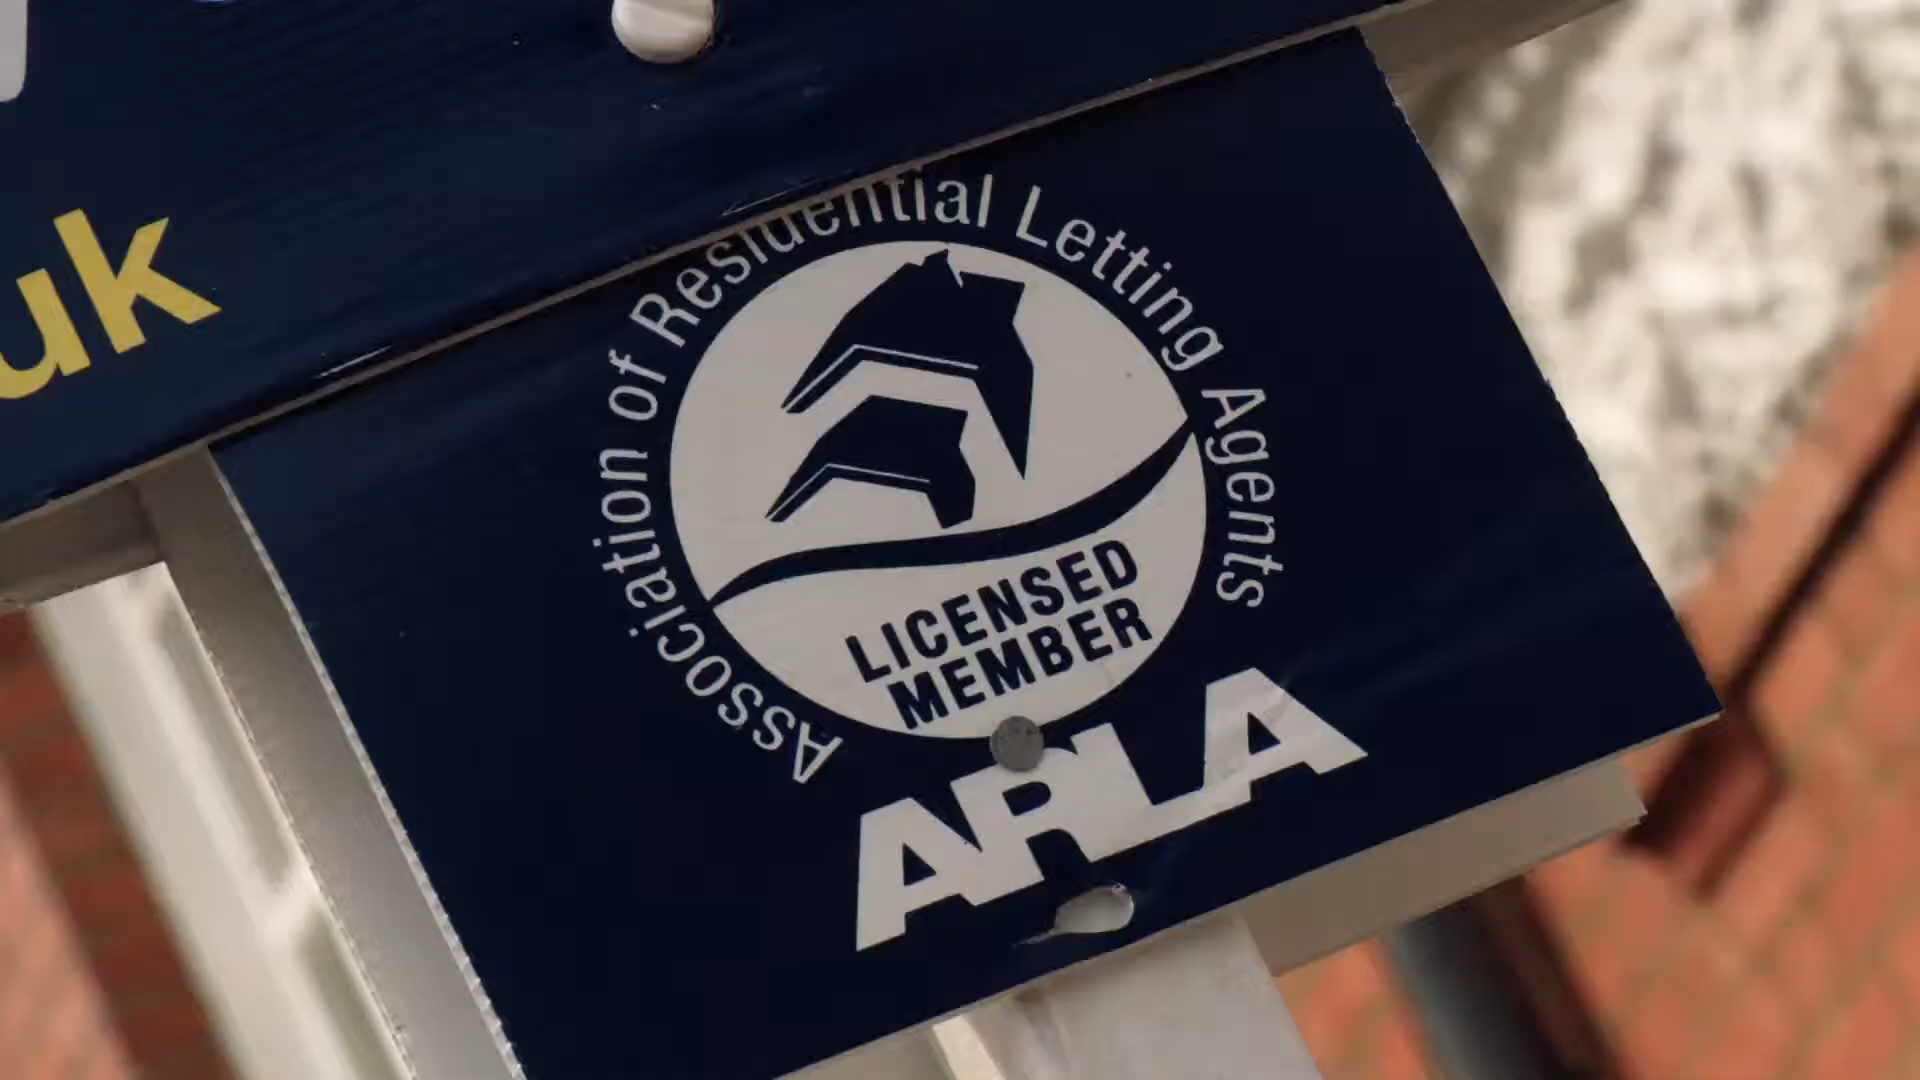 uk
Association of Residential Letting Agents
LICENSED
MEMBER
ARLA